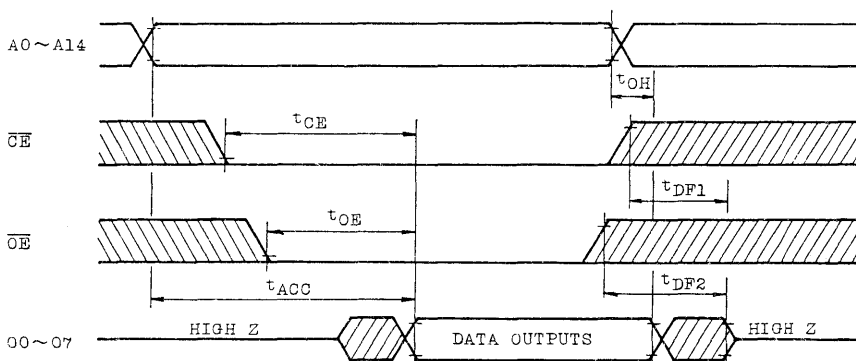 A0~A14
tOH
CE
tCE
tDF1
OE
tOE
tACC
tDF2
O0~O7
HIGH Z
DATA OUTPUTS
HIGH Z